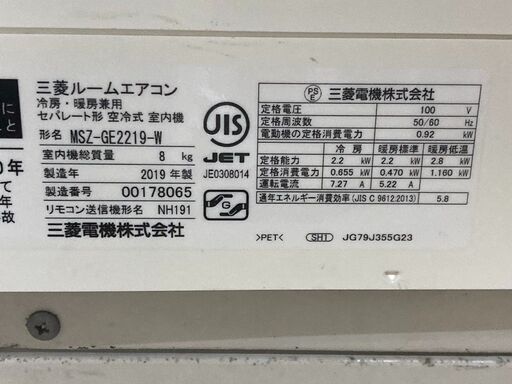 に
こと
0年
て
年
故
三菱ルームエアコン
冷房・暖房兼用
セパレート形 空冷式 室内機
形名 MSZ-GE2219-W
室内機総質量 8 kg
製造年 2019 年製
製造番号 00178065
リモコン送信機形名 NH191
三菱電機株式会社
JIS
JET
JE0308014
G
PS
E
三菱電機株式会社
定格電圧 100 V
定格周波数 50/60 Hz
電動機の定格消費電力 0.92 kW
冷房 暖房標準 暖房低温
定格能力 2.2 kW 2.2 kW 2.8 kW
定格消費電力 0.655 kW 0.470 kW 1.160 kW
運転電流 7.27 A 5.22 A
通年エネルギー消費効率(JIS C 9612:2013) 5.8
>PET< SH1 JG79J355G23